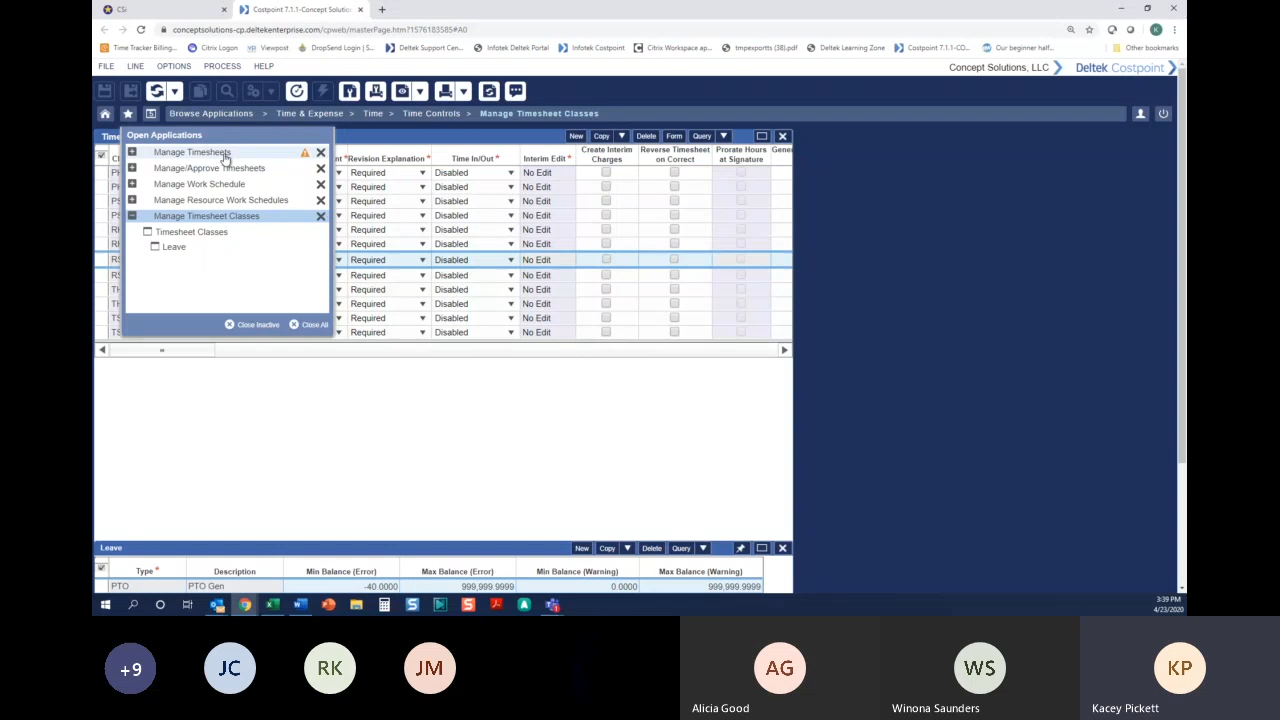 CSi
Costpoint 7.1.1-Concept Solution
conceptsolutions-cp.deltekenterprise.com/cpweb/masterPage.htm?1576183585#A0
K
Time Tracker Billing...
Citrix Logon
Viewpost
DropSend Login | S...
Deltek Support Cen...
Infotek Deltek Portal
Infotek Costpoint
Citrix Workspace ap...
tmpexportts (38).pdf
Deltek Learning Zone
Costpoint 7.1.1-CO...
Our beginner half...
Other bookmarks
FILE LINE OPTIONS PROCESS HELP
Concept Solutions, LLC
Deltek Costpoint
Browse Applications > Time & Expense > Time > Time Controls > Manage Timesheet Classes
Open Applications
Manage Timesheets
Manage/Approve Timesheets
Manage Work Schedule
Manage Resource Work Schedules
Manage Timesheet Classes
Timesheet Classes
Leave
Close Inactive Close All
New Copy Delete Form Query
Revision Explanation * Time In/Out * Interim Edit * Create Interim Charges Reverse Timesheet on Correct Prorate Hours at Signature Gener
Required Disabled No Edit
Required Disabled No Edit
Required Disabled No Edit
Required Disabled No Edit
Required Disabled No Edit
Required Disabled No Edit
Required Disabled No Edit
Required Disabled No Edit
Required Disabled No Edit
Required Disabled No Edit
Required Disabled No Edit
Required Disabled No Edit
Leave
New Copy Delete Query
Type * Description Min Balance (Error) Max Balance (Error) Min Balance (Warning) Max Balance (Warning)
PTO PTO Gen -40.0000 999,999.9999 0.0000 999,999.9999
3:39 PM
4/23/2020
+9 JC RK JM AG WS KP
Alicia Good Winona Saunders Kacey Pickett